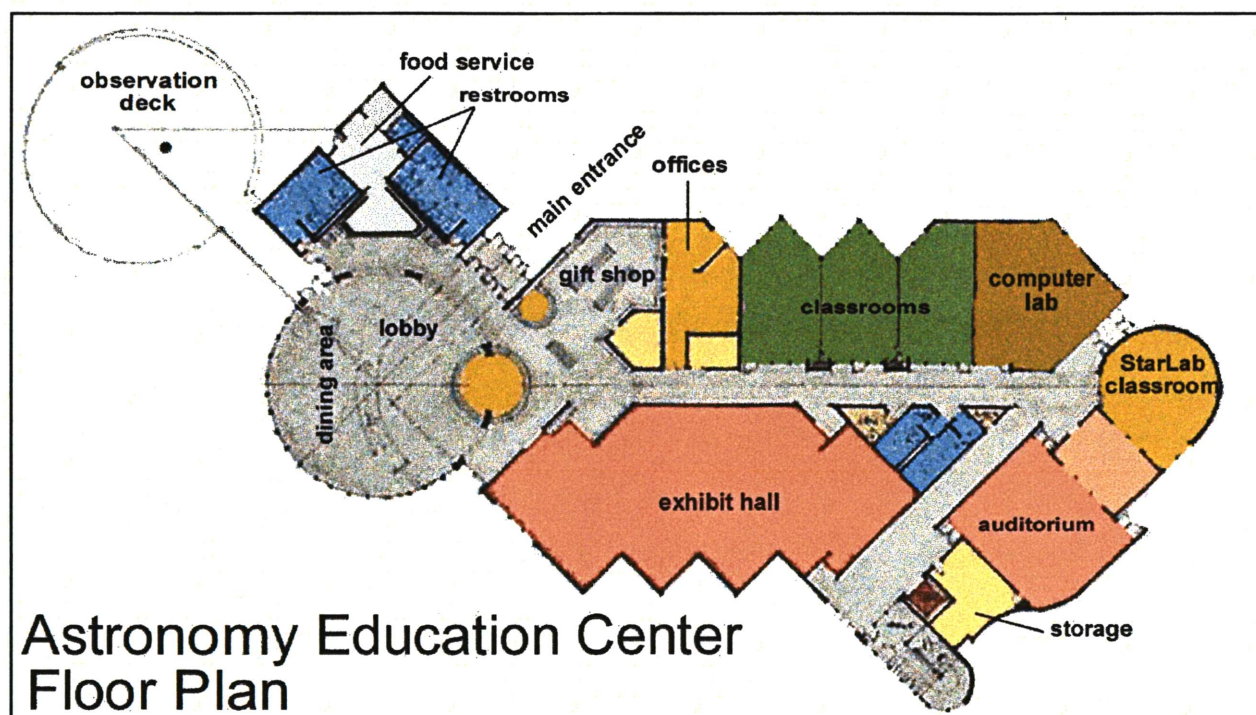 observation
deck
food service
restrooms
main entrance
offices
gift shop
classrooms
computer
lab
lobby
dining area
StarLab
classroom
exhibit hall
auditorium
storage
Astronomy Education Center
Floor Plan